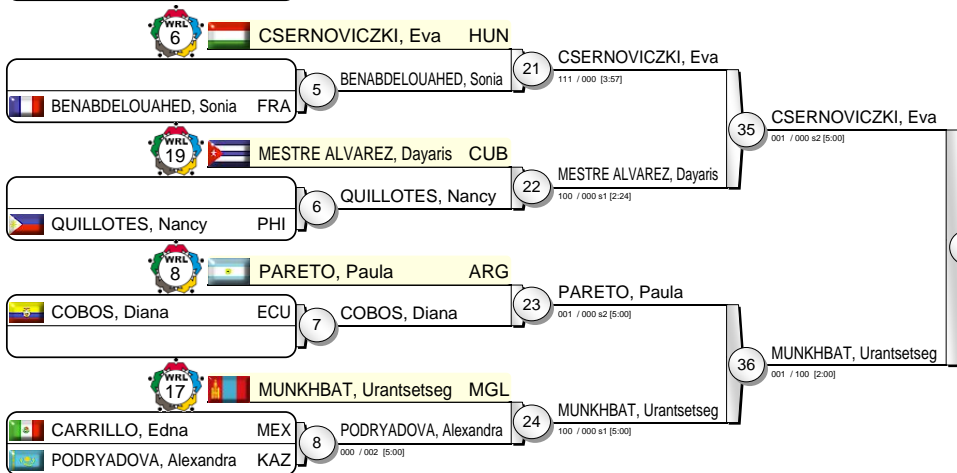 WRL
6
CSERNOVICZKI, Eva HUN
5
BENABDELOUAHED, Sonia
BENABDELOUAHED, Sonia FRA
21
CSERNOVICZKI, Eva
111 / 000 [3:57]
WRL
19
MESTRE ALVAREZ, Dayaris CUB
6
QUILLOTES, Nancy
QUILLOTES, Nancy PHI
22
MESTRE ALVAREZ, Dayaris
100 / 000 s1 [2:24]
35
CSERNOVICZKI, Eva
001 / 000 s2 [5:00]
WRL
8
PARETO, Paula ARG
COBOS, Diana ECU
7
COBOS, Diana
23
PARETO, Paula
001 / 000 s2 [5:00]
WRL
17
MUNKHBAT, Urantsetseg MGL
CARRILLO, Edna MEX
8
PODRYADOVA, Alexandra
000 / 002 [5:00]
PODRYADOVA, Alexandra KAZ
24
MUNKHBAT, Urantsetseg
100 / 000 s1 [5:00]
36
MUNKHBAT, Urantsetseg
001 / 100 [2:00]